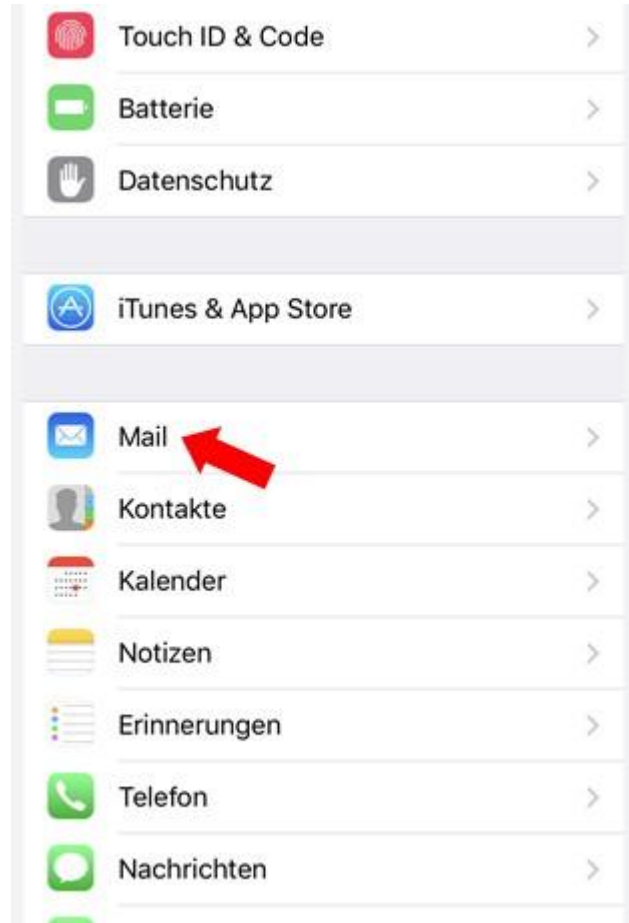 Touch ID & Code
Batterie
Datenschutz
iTunes & App Store
Mail
Kontakte
Kalender
Notizen
Erinnerungen
Telefon
Nachrichten